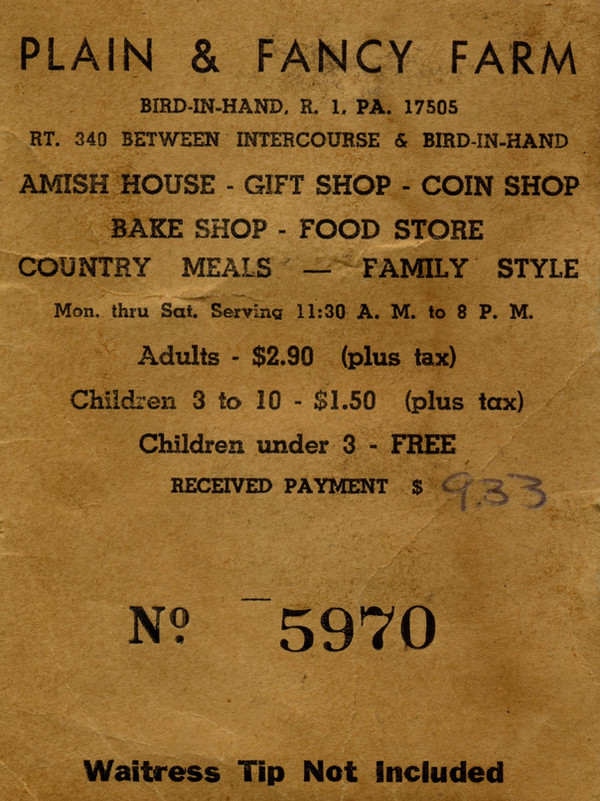 PLAIN & FANCY FARM
BIRD-IN-HAND, R. 1, PA. 17505
RT. 340 BETWEEN INTERCOURSE & BIRD-IN-HAND
AMISH HOUSE - GIFT SHOP - COIN SHOP
BAKE SHOP - FOOD STORE
COUNTRY MEALS — FAMILY STYLE
Mon. thru Sat. Serving 11:30 A. M. to 8 P. M.
Adults - $2.90 (plus tax)
Children 3 to 10 - $1.50 (plus tax)
Children under 3 - FREE
RECEIVED PAYMENT $ 9.33
Nº 5970
Waitress Tip Not Included